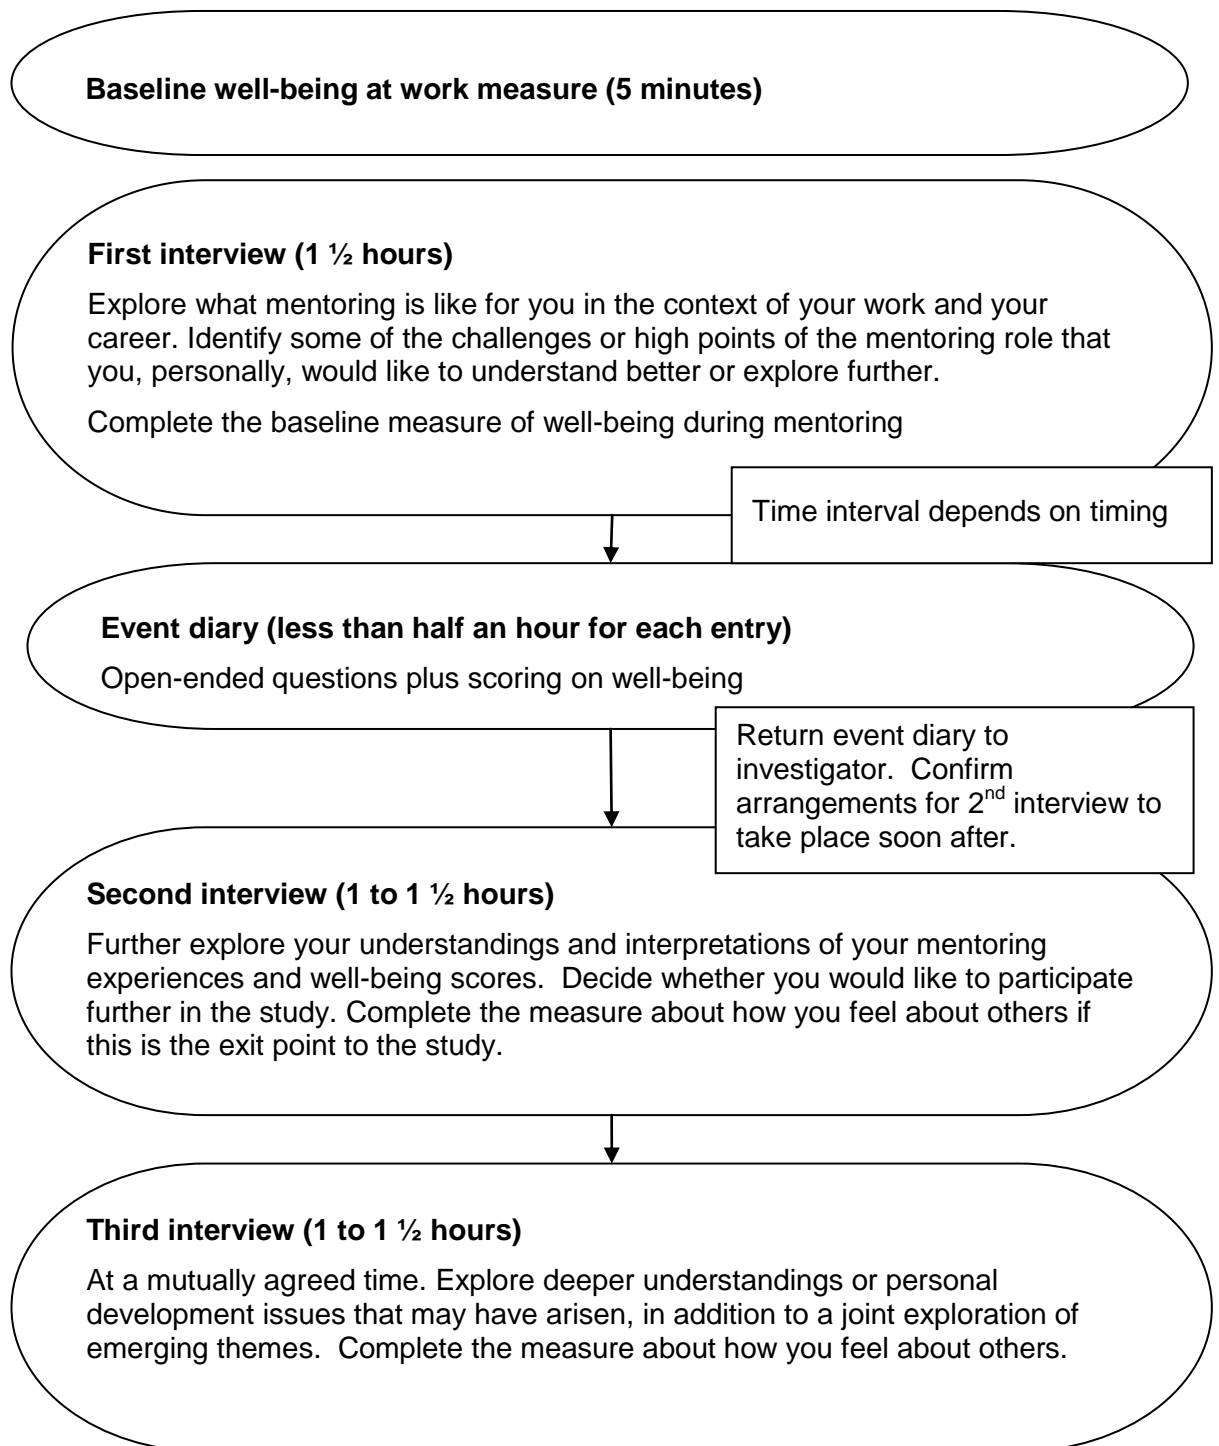 Baseline well-being at work measure (5 minutes)
First interview (1 ½ hours)
Explore what mentoring is like for you in the context of your work and your
career. Identify some of the challenges or high points of the mentoring role that
you, personally, would like to understand better or explore further.
Complete the baseline measure of well-being during mentoring
Time interval depends on timing
Event diary (less than half an hour for each entry)
Open-ended questions plus scoring on well-being
Return event diary to
investigator.  Confirm
arrangements for 2nd interview to
take place soon after.
Second interview (1 to 1 ½ hours)
Further explore your understandings and interpretations of your mentoring
experiences and well-being scores.  Decide whether you would like to participate
further in the study. Complete the measure about how you feel about others if
this is the exit point to the study.
Third interview (1 to 1 ½ hours)
At a mutually agreed time. Explore deeper understandings or personal
development issues that may have arisen, in addition to a joint exploration of
emerging themes.  Complete the measure about how you feel about others.